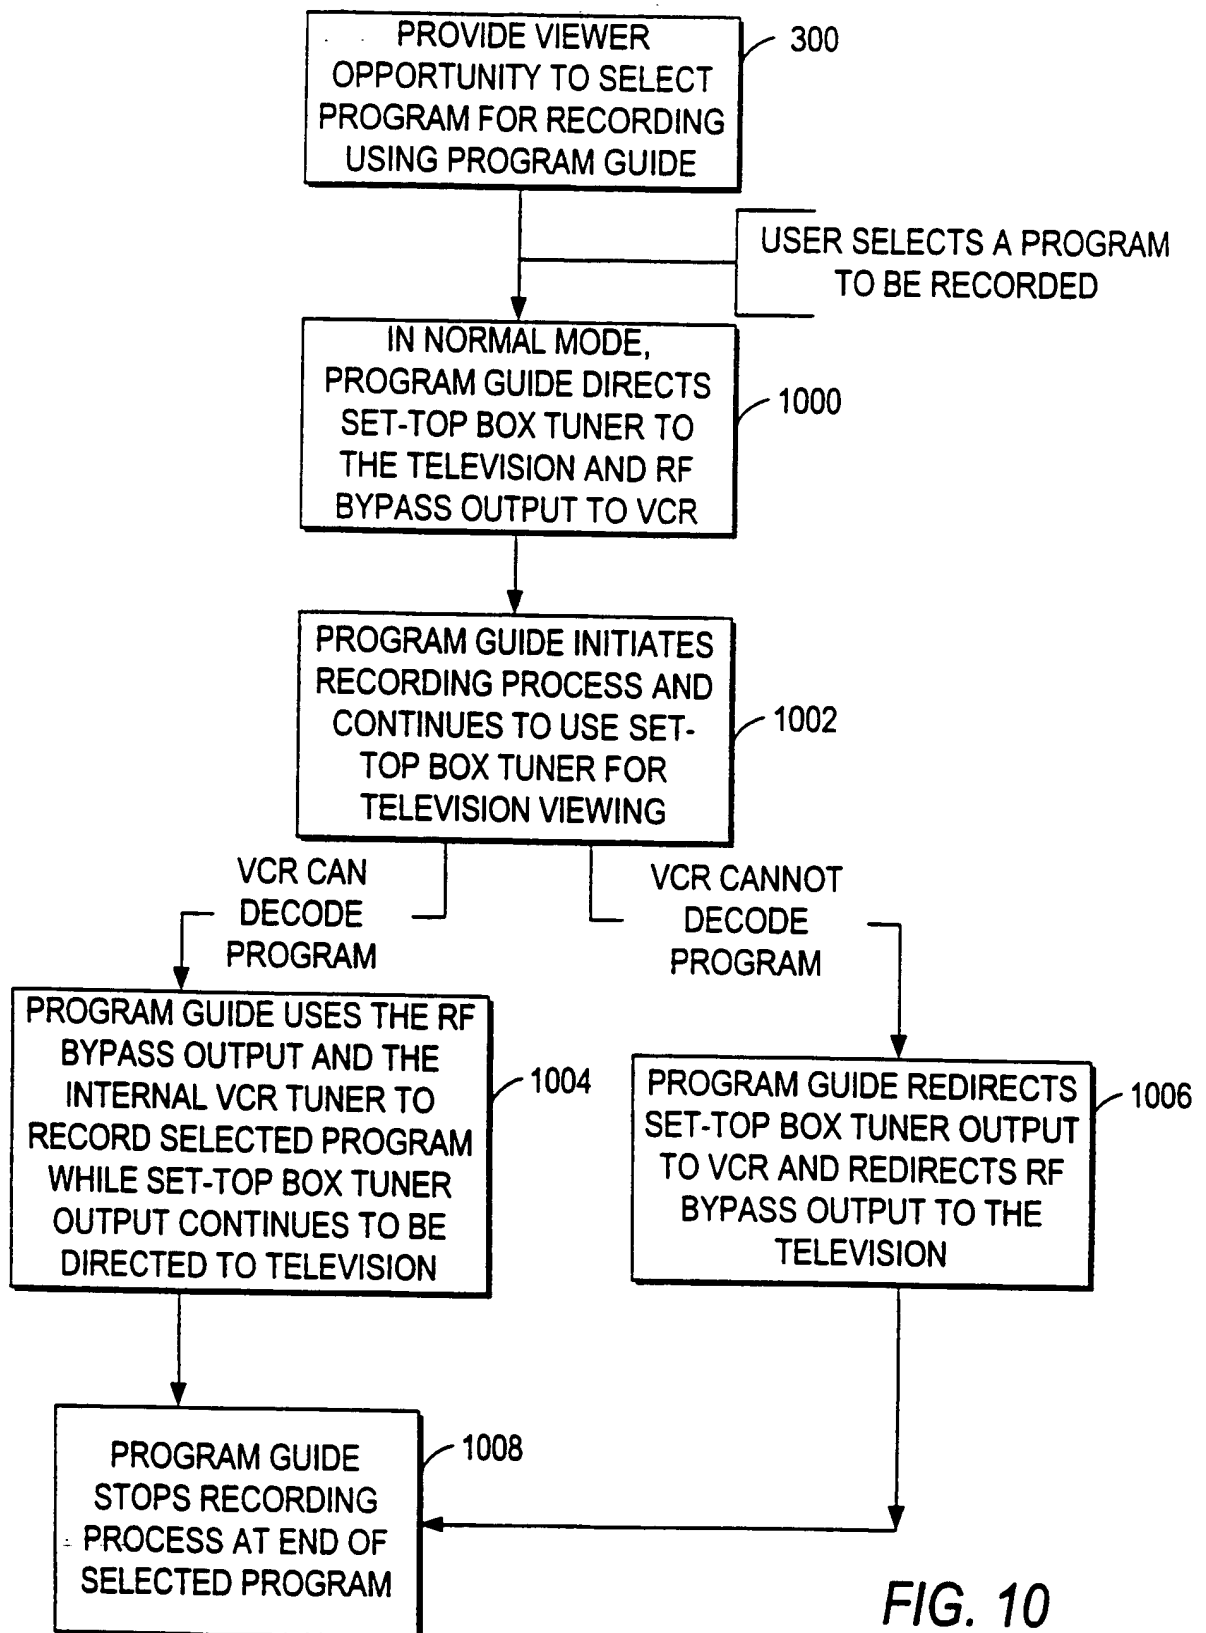 PROVIDE VIEWER
OPPORTUNITY TO SELECT
PROGRAM FOR RECORDING
USING PROGRAM GUIDE
300
USER SELECTS A PROGRAM
TO BE RECORDED
IN NORMAL MODE,
PROGRAM GUIDE DIRECTS
SET-TOP BOX TUNER TO
THE TELEVISION AND RF
BYPASS OUTPUT TO VCR
1000
PROGRAM GUIDE INITIATES
RECORDING PROCESS AND
CONTINUES TO USE SET-
TOP BOX TUNER FOR
TELEVISION VIEWING
1002
VCR CAN
DECODE
PROGRAM
VCR CANNOT
DECODE
PROGRAM
PROGRAM GUIDE USES THE RF
BYPASS OUTPUT AND THE
INTERNAL VCR TUNER TO
RECORD SELECTED PROGRAM
WHILE SET-TOP BOX TUNER
OUTPUT CONTINUES TO BE
DIRECTED TO TELEVISION
1004
PROGRAM GUIDE REDIRECTS
SET-TOP BOX TUNER OUTPUT
TO VCR AND REDIRECTS RF
BYPASS OUTPUT TO THE
TELEVISION
1006
PROGRAM GUIDE
STOPS RECORDING
PROCESS AT END OF
SELECTED PROGRAM
1008
FIG. 10